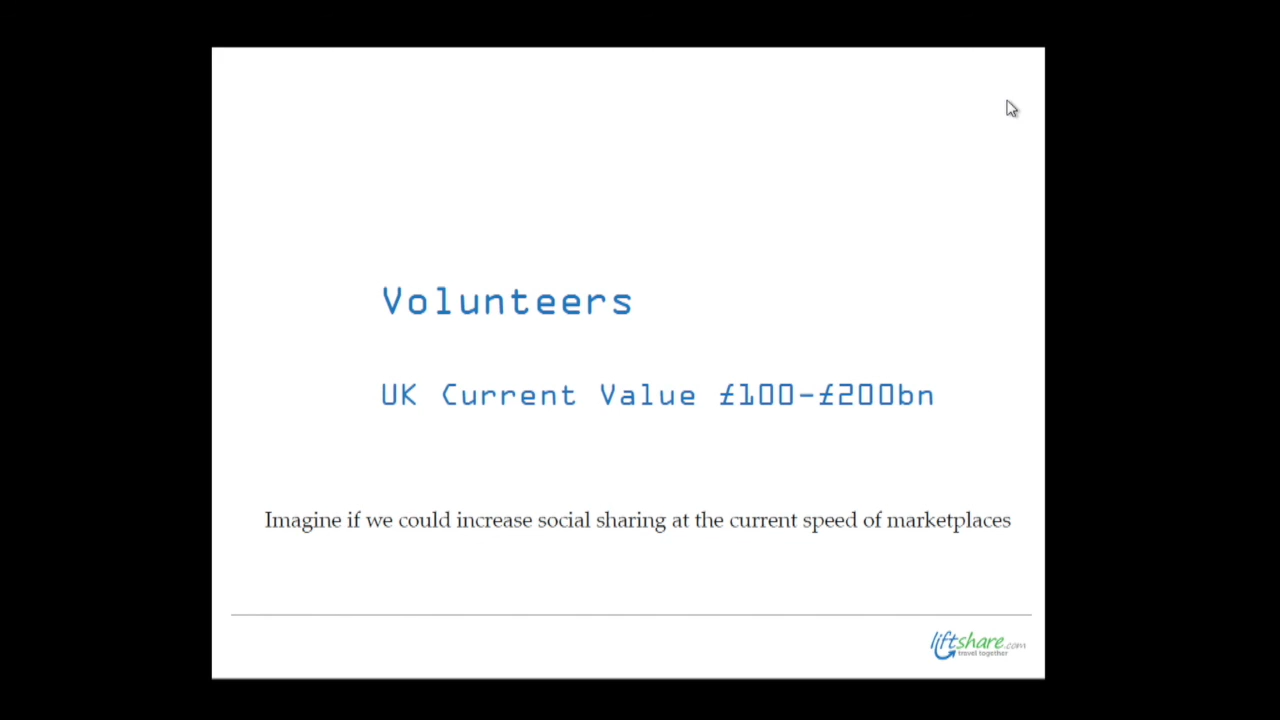 Volunteers
UK Current Value £100-£200bn
Imagine if we could increase social sharing at the current speed of marketplaces
liftshare.com
travel together